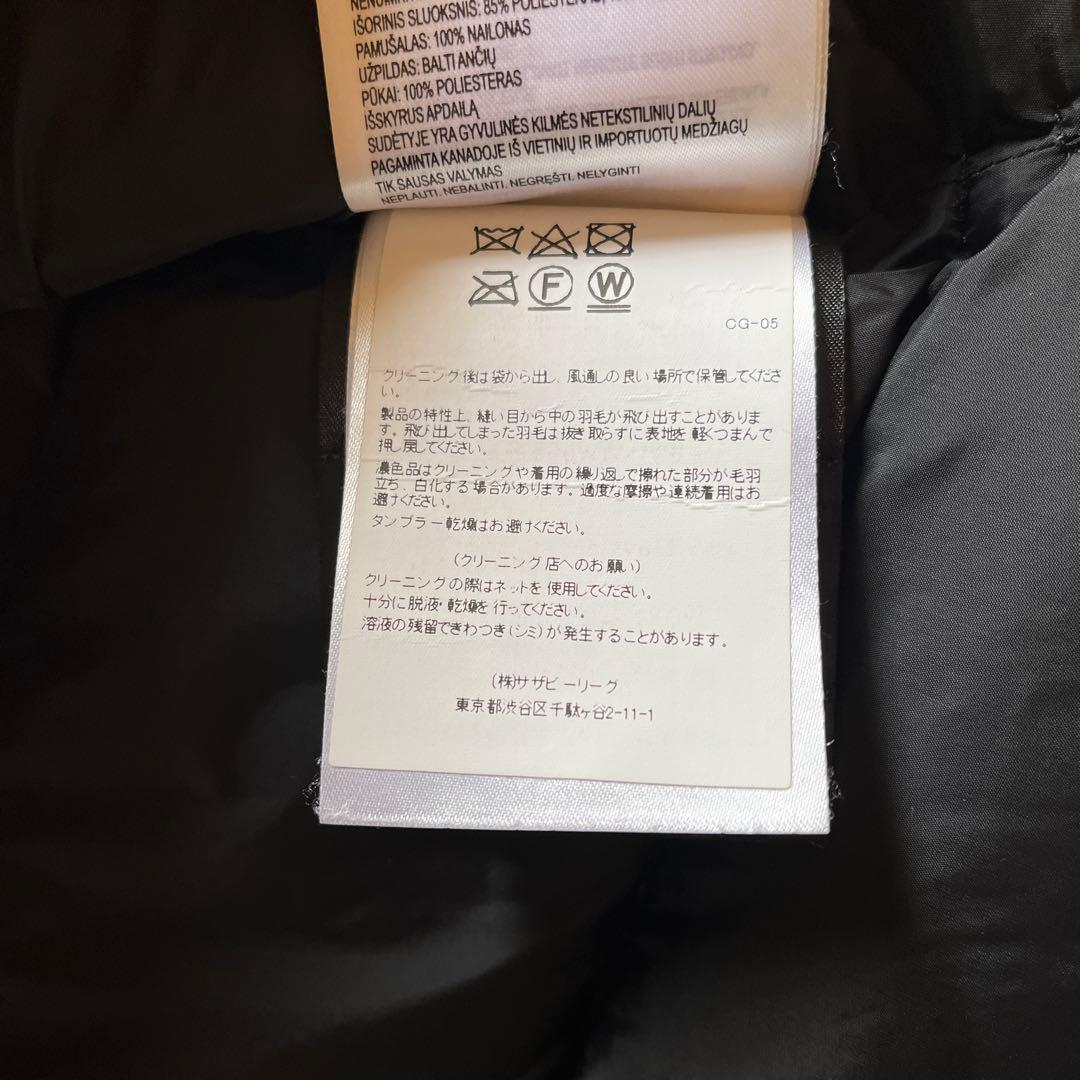 IŠORINIS SLUOKSNIS: 85% POLIESTERAS,
PAMUŠALAS: 100% NAILONAS
UŽPILDAS: BALTI ANČIŲ
PŪKAI: 100% POLIESTERAS
IŠSKYRUS APDAILĄ
SUDĖTYJE YRA GYVULINĖS KILMĖS NETEKSTILINIŲ DALIŲ
PAGAMINTA KANADOJE IŠ VIETINIŲ IR IMPORTUOTŲ MEDŽIAGŲ
TIK SAUSAS VALYMAS
NEPLAUTI, NEBALINTI, NEGRĘŠTI, NELYGINTI
F W
CG-05
クリーニング後は袋から出し、風通しの良い場所で保管してくださ
い。
製品の特性上、縫い目から中の羽毛が飛び出すことがありま
す。飛び出してしまった羽毛は抜き取らずに表地を軽くつまんで
押し戻してください。
濃色品はクリーニングや着用の繰り返しで擦れた部分が毛羽
立ち、白化する場合があります。過度な摩擦や連続着用はお
避けください。
タンブラー乾燥はお避けください。
(クリーニング店へのお願い)
クリーニングの際はネットを使用してください。
十分に脱液・乾燥を行ってください。
溶液の残留できわつき(シミ)が発生することがあります。
(株)サザビーリーグ
東京都渋谷区千駄ヶ谷2-11-1